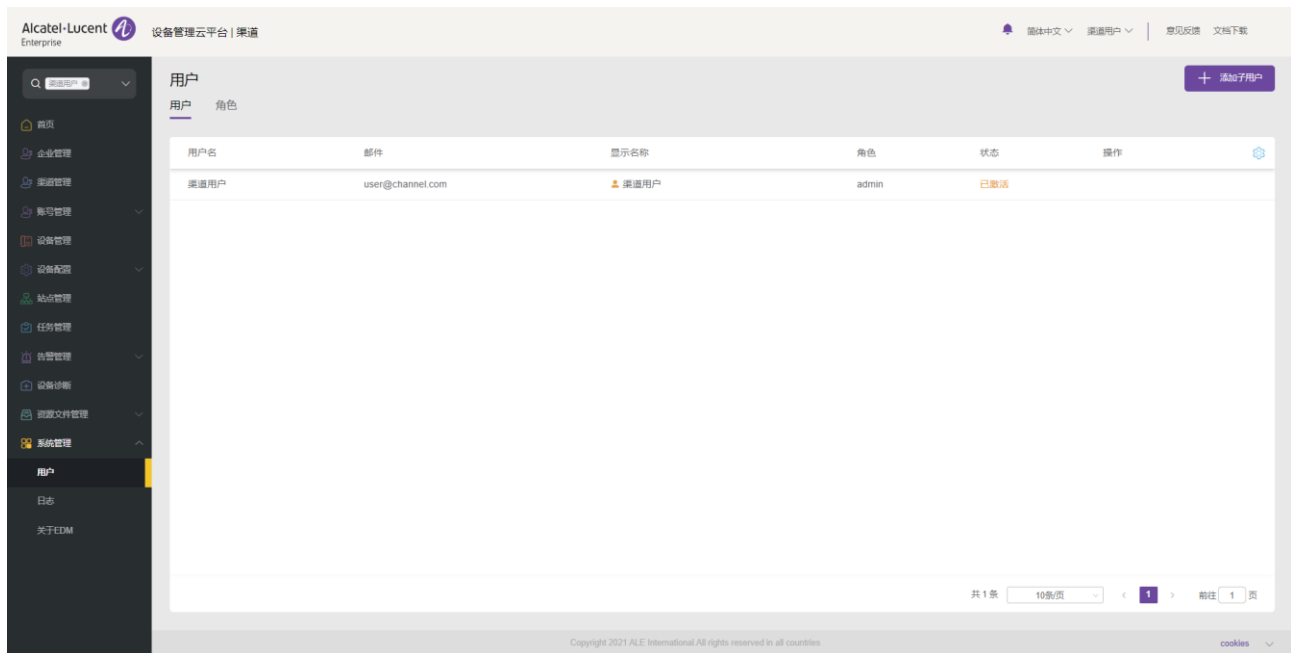 Alcatel·Lucent
Enterprise
设备管理云平台 | 渠道
简体中文
渠道用户
意见反馈
文档下载
渠道用户
首页
企业管理
渠道管理
账号管理
设备管理
设备配置
站点管理
任务管理
告警管理
设备诊断
资源文件管理
系统管理
用户
日志
关于EDM
用户
添加子用户
用户 角色
用户名 邮件 显示名称 角色 状态 操作
渠道用户 user@channel.com 渠道用户 admin 已激活
共 1 条 10条/页 1 前往 1 页
Copyright 2021 ALE International.All rights reserved in all countries
cookies